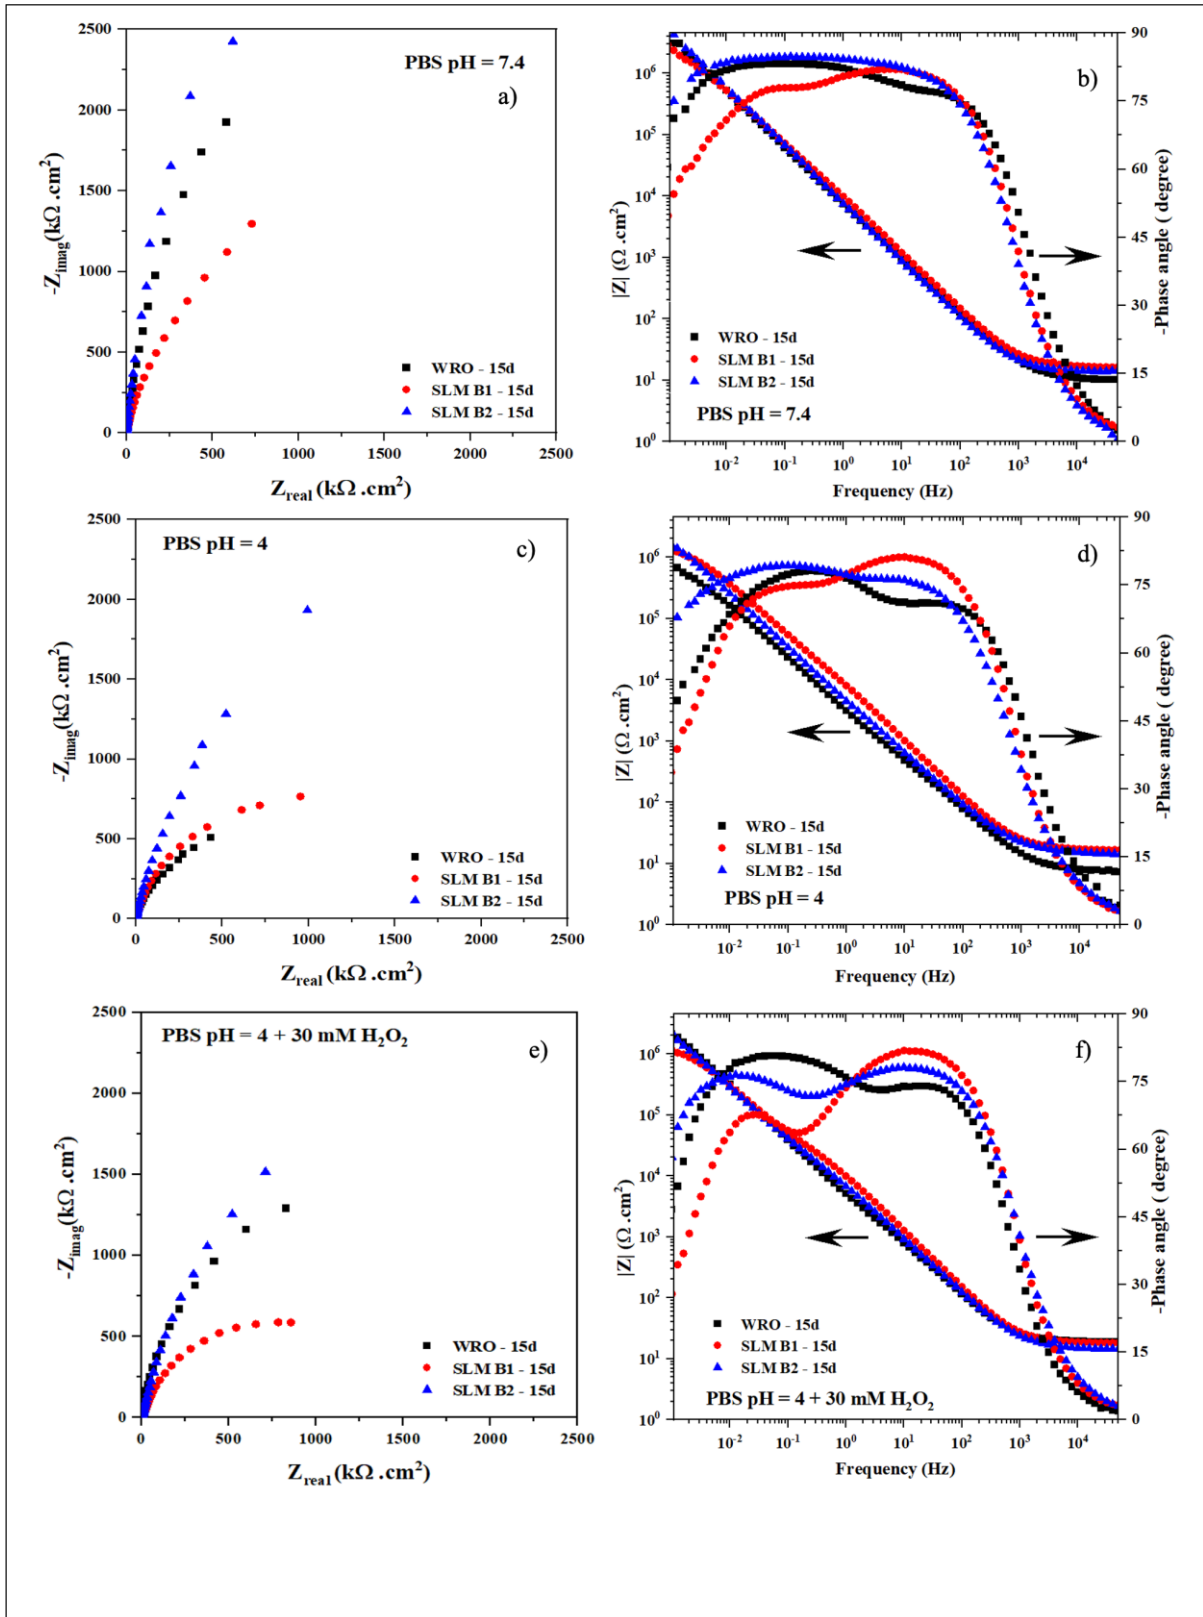 2500
2000
1500
1000
500
0
-Z_imag(kΩ .cm²)
PBS pH = 7.4
a)
WRO - 15d
SLM B1 - 15d
SLM B2 - 15d
0 500 1000 1500 2000 2500
Z_real (kΩ .cm²)
10⁶
10⁵
10⁴
10³
10²
10¹
10⁰
|Z| (Ω .cm²)
b)
WRO - 15d
SLM B1 - 15d
SLM B2 - 15d
PBS pH = 7.4
90
75
60
45
30
15
0
-Phase angle ( degree)
10⁻² 10⁻¹ 10⁰ 10¹ 10² 10³ 10⁴
Frequency (Hz)
2500
2000
1500
1000
500
0
-Z_imag(kΩ .cm²)
PBS pH = 4
c)
WRO - 15d
SLM B1 - 15d
SLM B2 - 15d
0 500 1000 1500 2000 2500
Z_real (kΩ .cm²)
10⁶
10⁵
10⁴
10³
10²
10¹
10⁰
|Z| (Ω .cm²)
d)
WRO - 15d
SLM B1 - 15d
SLM B2 - 15d
PBS pH = 4
90
75
60
45
30
15
0
-Phase angle ( degree)
10⁻² 10⁻¹ 10⁰ 10¹ 10² 10³ 10⁴
Frequency (Hz)
2500
2000
1500
1000
500
0
-Z_imag(kΩ .cm²)
PBS pH = 4 + 30 mM H₂O₂
e)
WRO - 15d
SLM B1 - 15d
SLM B2 - 15d
0 500 1000 1500 2000 2500
Z_real (kΩ .cm²)
10⁶
10⁵
10⁴
10³
10²
10¹
10⁰
|Z| (Ω .cm²)
f)
WRO - 15d
SLM B1 - 15d
SLM B2 - 15d
PBS pH = 4 + 30 mM H₂O₂
90
75
60
45
30
15
0
-Phase angle ( degree)
10⁻² 10⁻¹ 10⁰ 10¹ 10² 10³ 10⁴
Frequency (Hz)